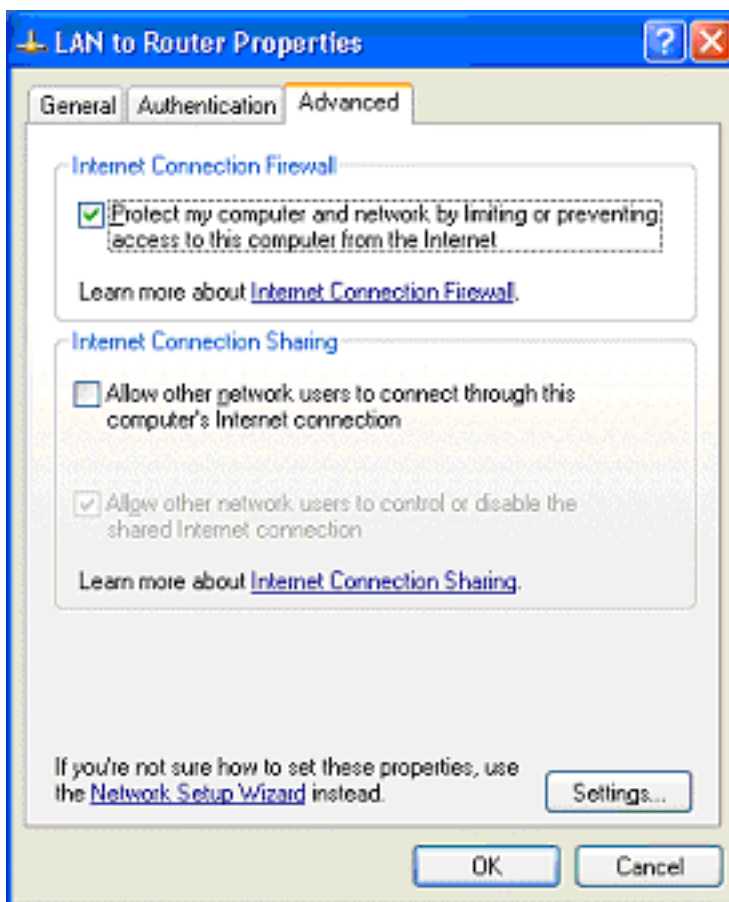 LAN to Router Properties
General Authentication Advanced
Internet Connection Firewall
Protect my computer and network by limiting or preventing
access to this computer from the Internet
Learn more about Internet Connection Firewall.
Internet Connection Sharing
Allow other network users to connect through this
computer's Internet connection
Allow other network users to control or disable the
shared Internet connection
Learn more about Internet Connection Sharing.
If you're not sure how to set these properties, use
the Network Setup Wizard instead.
Settings...
OK Cancel